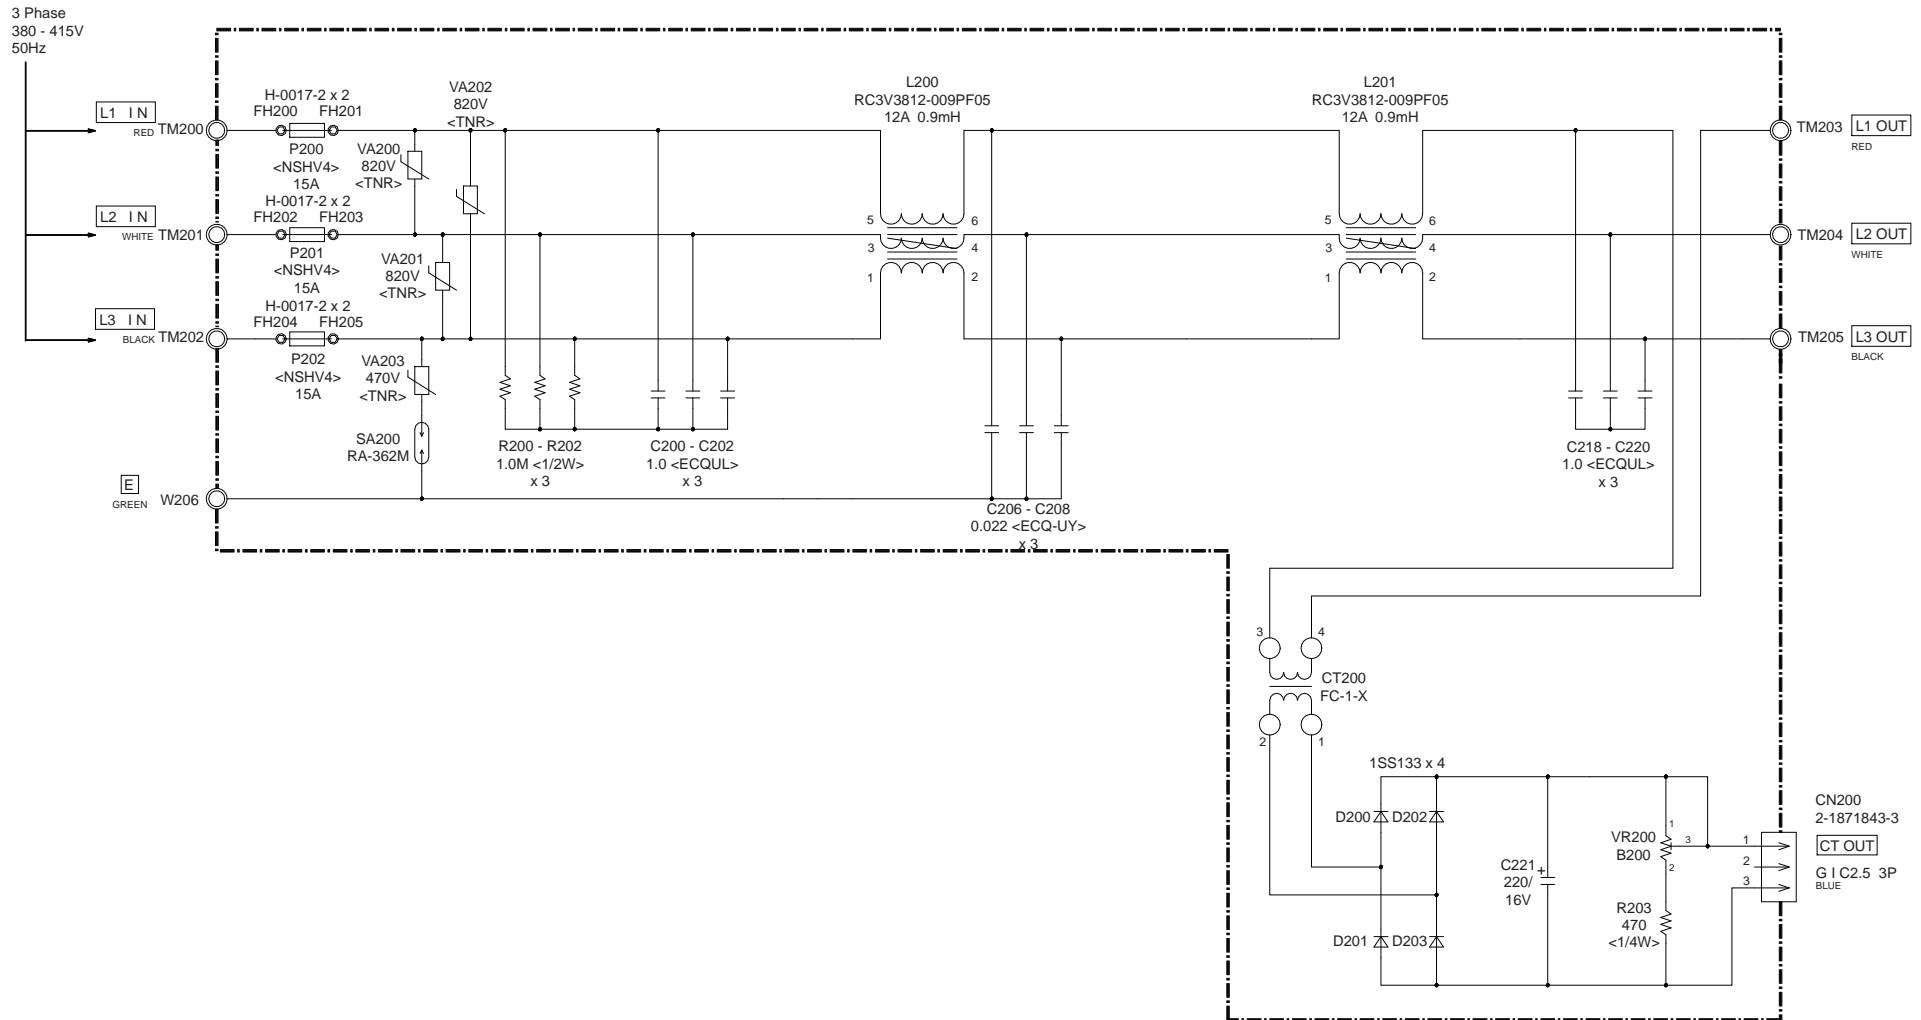 3 Phase
380 - 415V
50Hz
L1 IN
RED
TM200
H-0017-2 x 2
FH200
FH201
P200
<NSHV4>
15A
VA200
820V
<TNR>
VA202
820V
<TNR>
L200
RC3V3812-009PF05
12A 0.9mH
L201
RC3V3812-009PF05
12A 0.9mH
TM203
L1 OUT
RED
L2 IN
WHITE
TM201
H-0017-2 x 2
FH202
FH203
P201
<NSHV4>
15A
VA201
820V
<TNR>
5
6
3
4
1
2
5
6
3
4
1
2
TM204
L2 OUT
WHITE
L3 IN
BLACK
TM202
H-0017-2 x 2
FH204
FH205
P202
<NSHV4>
15A
VA203
470V
<TNR>
TM205
L3 OUT
BLACK
SA200
RA-362M
R200 - R202
1.0M <1/2W>
x 3
C200 - C202
1.0 <ECQUL>
x 3
C218 - C220
1.0 <ECQUL>
x 3
E
GREEN
W206
C206 - C208
0.022 <ECQ-UY>
x 3
3
4
CT200
FC-1-X
2
1
1SS133 x 4
D200
D202
D201
D203
C221
+
220/
16V
VR200
B200
1
3
2
R203
470
<1/4W>
1
2
3
CN200
2-1871843-3
CT OUT
G I C2.5 3P
BLUE